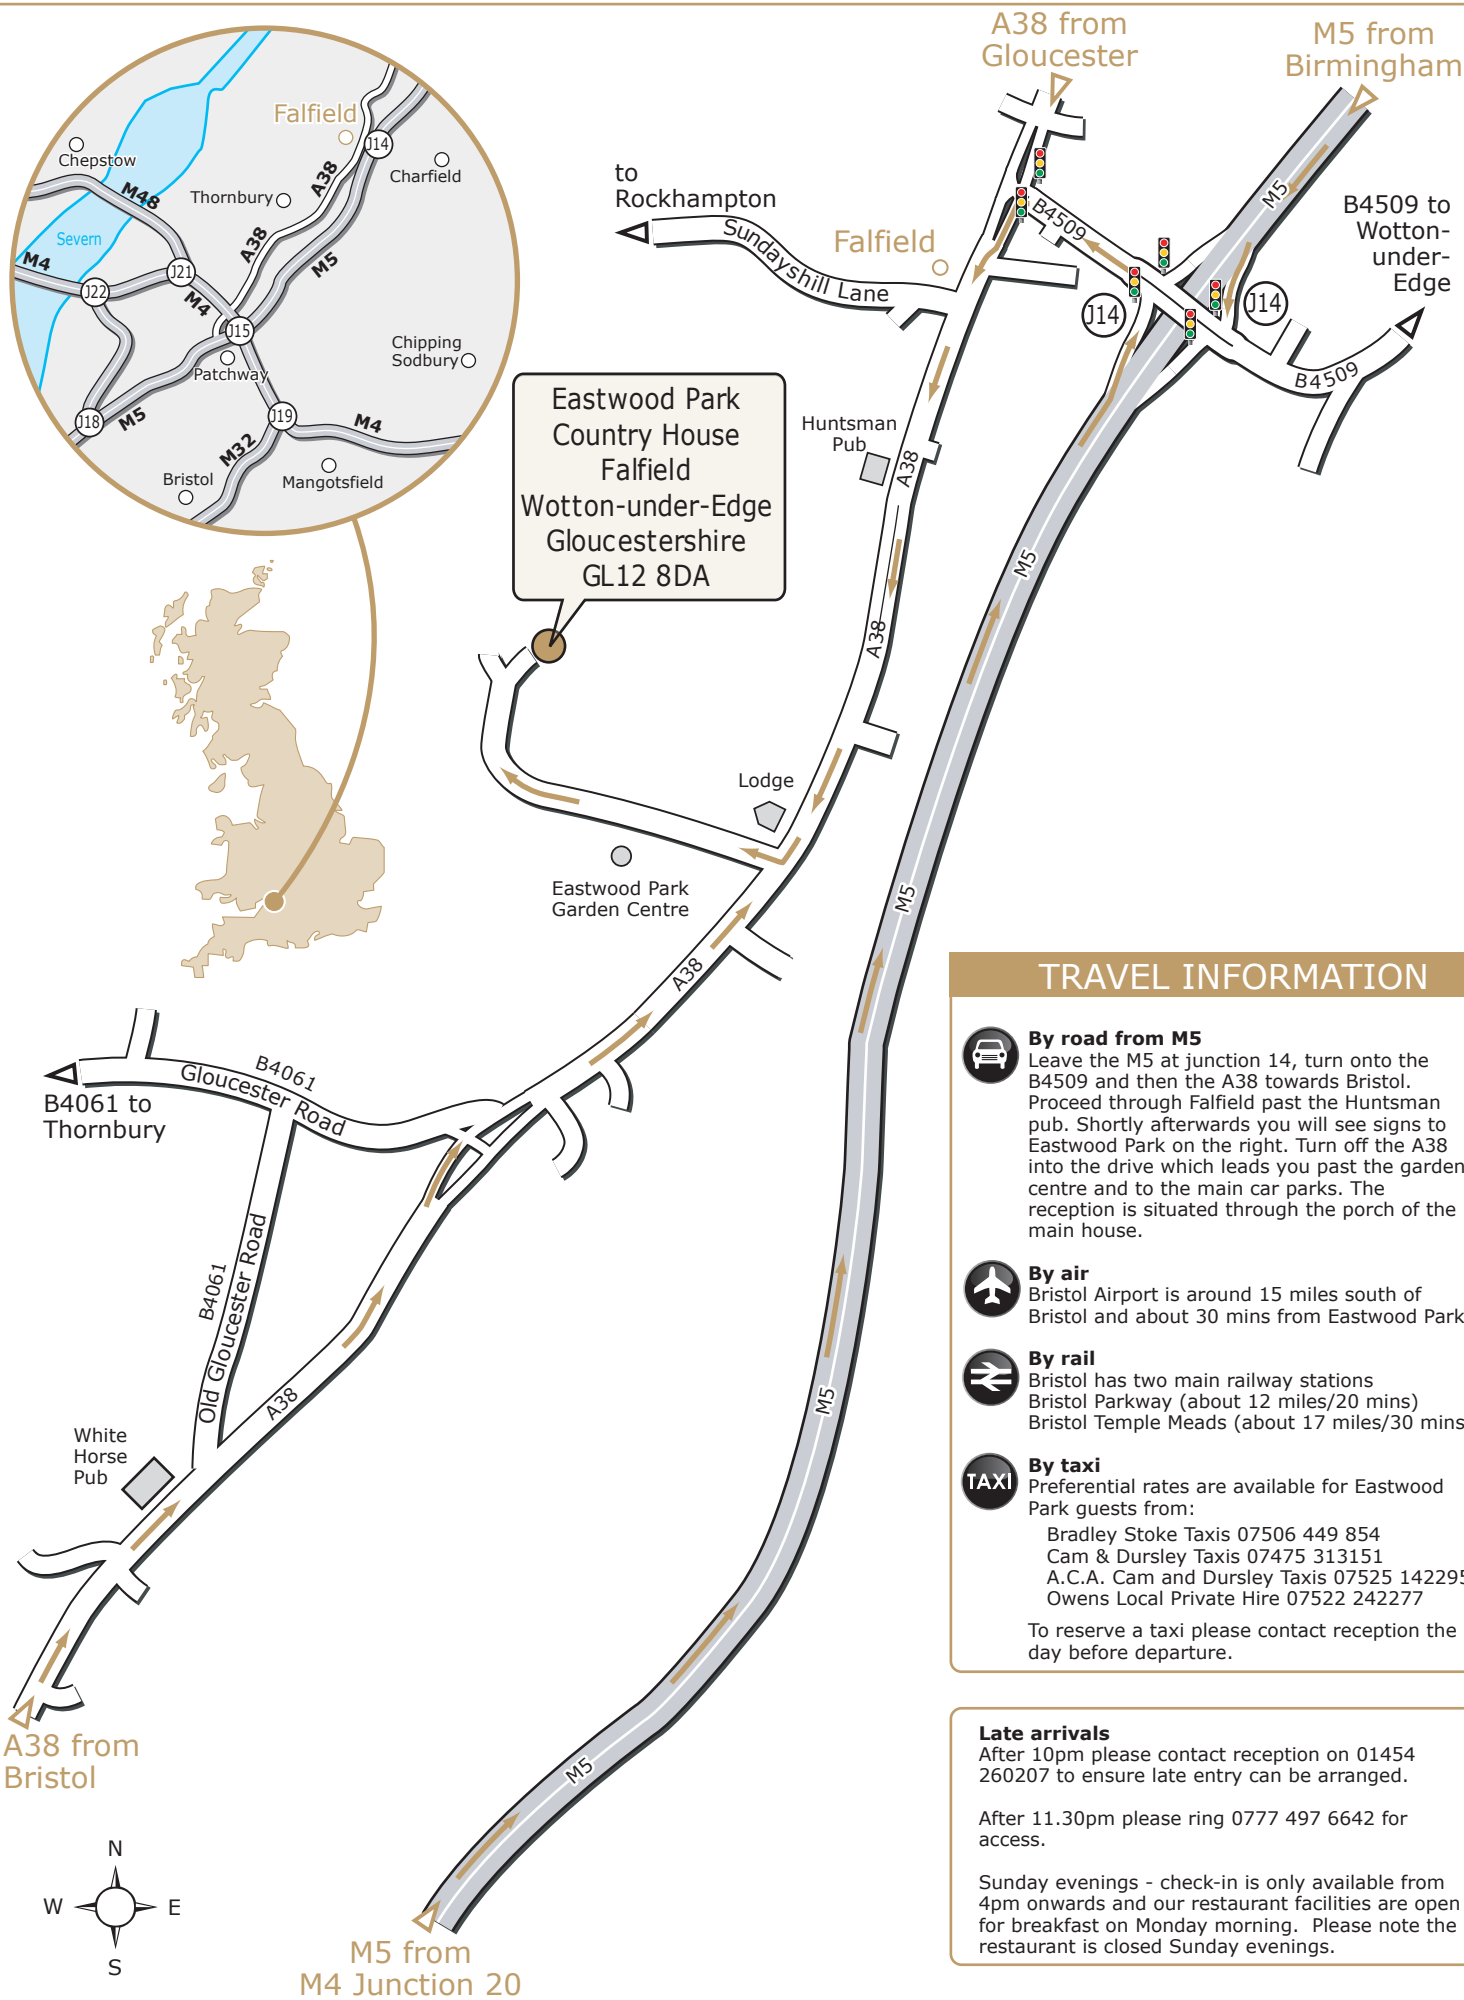 A38 from
Gloucester
M5 from
Birmingham
Falfield
J14
Chepstow
Charfield
M48
Thornbury
A38
A38
Severn
M5
M4
J21
J22
M4
J15
Chipping
Sodbury
Patchway
J18
M5
J19
M4
M32
Bristol
Mangotsfield
to
Rockhampton
Sundayshill Lane
Falfield
B4509
M5
B4509 to
Wotton-
under-
Edge
J14
J14
B4509
Eastwood Park
Country House
Falfield
Wotton-under-Edge
Gloucestershire
GL12 8DA
Huntsman
Pub
A38
M5
A38
Lodge
Eastwood Park
Garden Centre
M5
A38
B4061
Gloucester Road
B4061 to
Thornbury
B4061
Old Gloucester Road
A38
M5
White
Horse
Pub
A38 from
Bristol
M5
M5 from
M4 Junction 20
N
W
E
S
TRAVEL INFORMATION
By road from M5
Leave the M5 at junction 14, turn onto the
B4509 and then the A38 towards Bristol.
Proceed through Falfield past the Huntsman
pub. Shortly afterwards you will see signs to
Eastwood Park on the right. Turn off the A38
into the drive which leads you past the garden
centre and to the main car parks. The
reception is situated through the porch of the
main house.
By air
Bristol Airport is around 15 miles south of
Bristol and about 30 mins from Eastwood Park
By rail
Bristol has two main railway stations
Bristol Parkway (about 12 miles/20 mins)
Bristol Temple Meads (about 17 miles/30 mins
TAXI
By taxi
Preferential rates are available for Eastwood
Park guests from:
Bradley Stoke Taxis 07506 449 854
Cam & Dursley Taxis 07475 313151
A.C.A. Cam and Dursley Taxis 07525 142295
Owens Local Private Hire 07522 242277
To reserve a taxi please contact reception the
day before departure.
Late arrivals
After 10pm please contact reception on 01454
260207 to ensure late entry can be arranged.
After 11.30pm please ring 0777 497 6642 for
access.
Sunday evenings - check-in is only available from
4pm onwards and our restaurant facilities are open
for breakfast on Monday morning. Please note the
restaurant is closed Sunday evenings.